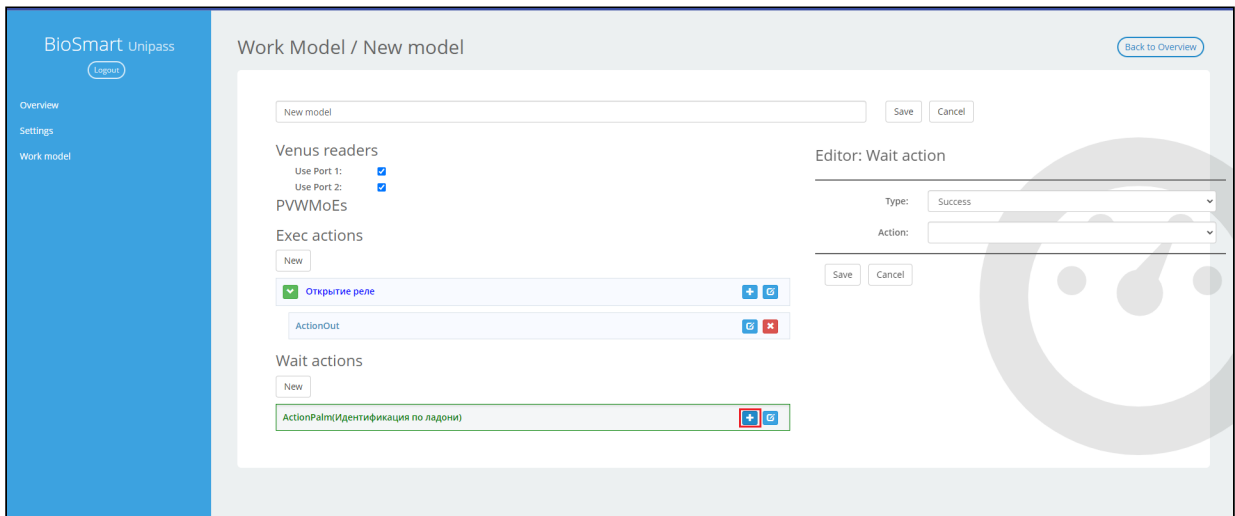 BioSmart Unipass
Logout
Overview
Settings
Work model
Work Model / New model
Back to Overview
New model
Save Cancel
Venus readers
Use Port 1:
Use Port 2:
PVWMoEs
Exec actions
New
Открытие реле
ActionOut
Wait actions
New
ActionPalm(Идентификация по ладони)
Editor: Wait action
Type: Success
Action:
Save Cancel